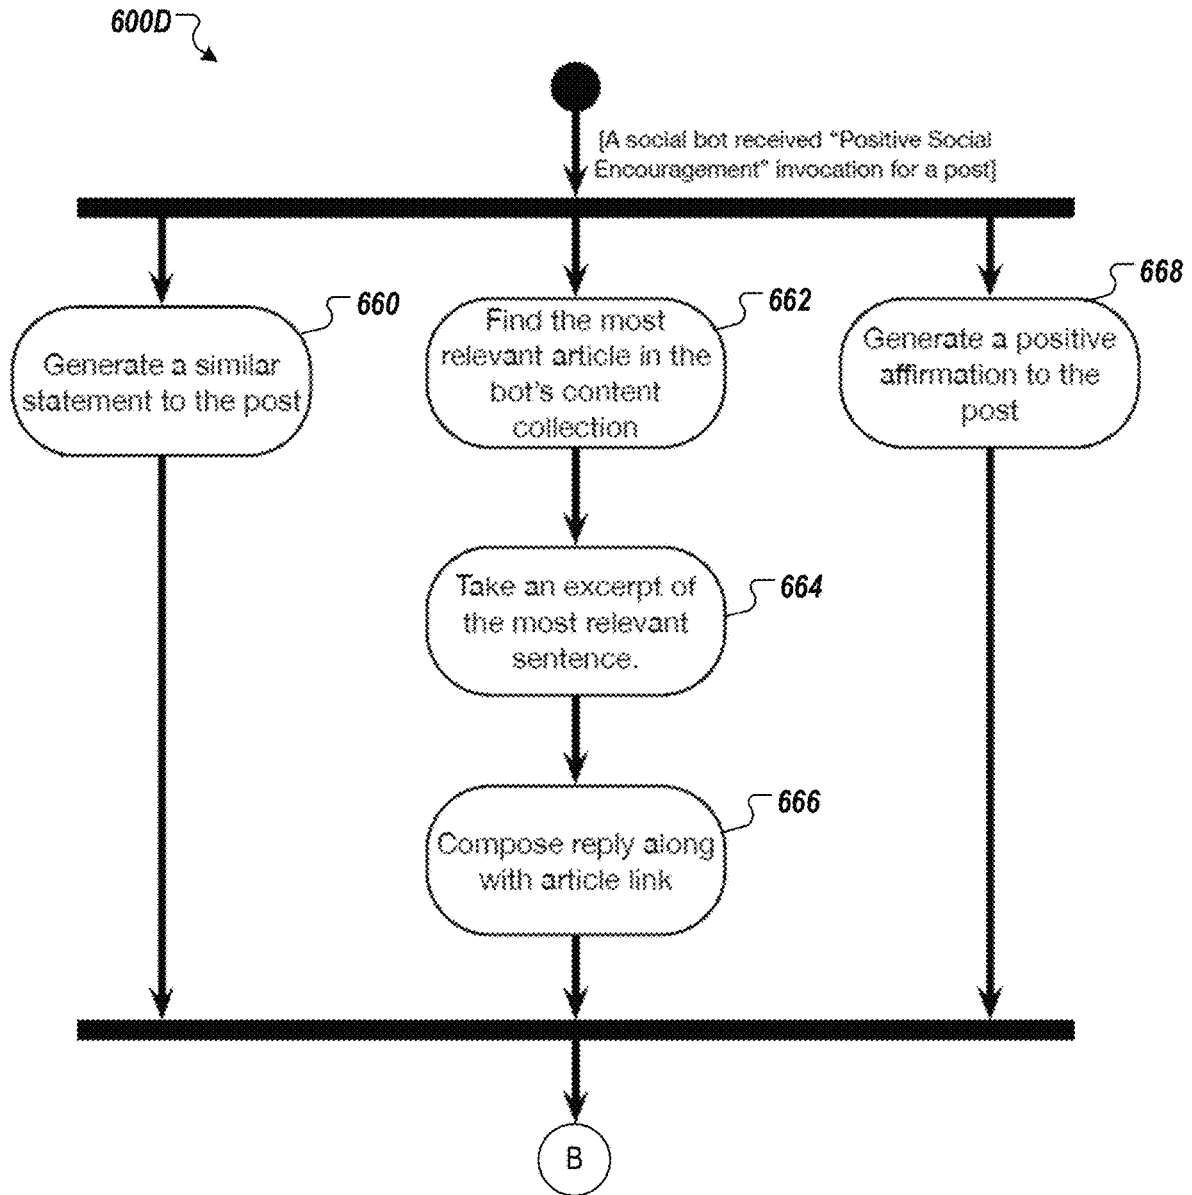 600D
[A social bot received "Positive Social
Encouragement" invocation for a post]
660
Generate a similar
statement to the post
662
Find the most
relevant article in the
bot's content
collection
668
Generate a positive
affirmation to the
post
664
Take an excerpt of
the most relevant
sentence.
666
Compose reply along
with article link
B